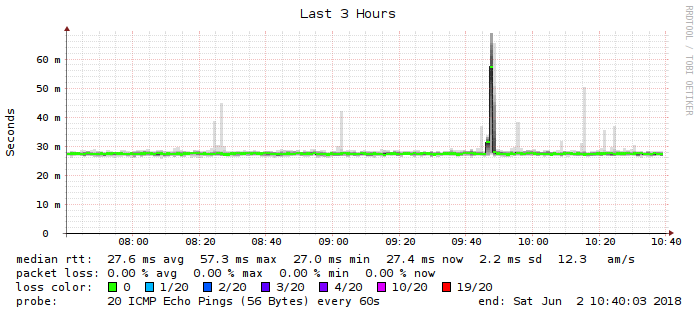 Last 3 Hours
RRDTOOL / TOBI OETIKER
Seconds
60 m
50 m
40 m
30 m
20 m
10 m
0
08:00 08:20 08:40 09:00 09:20 09:40 10:00 10:20 10:40
median rtt: 27.6 ms avg 57.3 ms max 27.0 ms min 27.4 ms now 2.2 ms sd 12.3 am/s
packet loss: 0.00 % avg 0.00 % max 0.00 % min 0.00 % now
loss color: 0 1/20 2/20 3/20 4/20 10/20 19/20
probe: 20 ICMP Echo Pings (56 Bytes) every 60s end: Sat Jun 2 10:40:03 2018